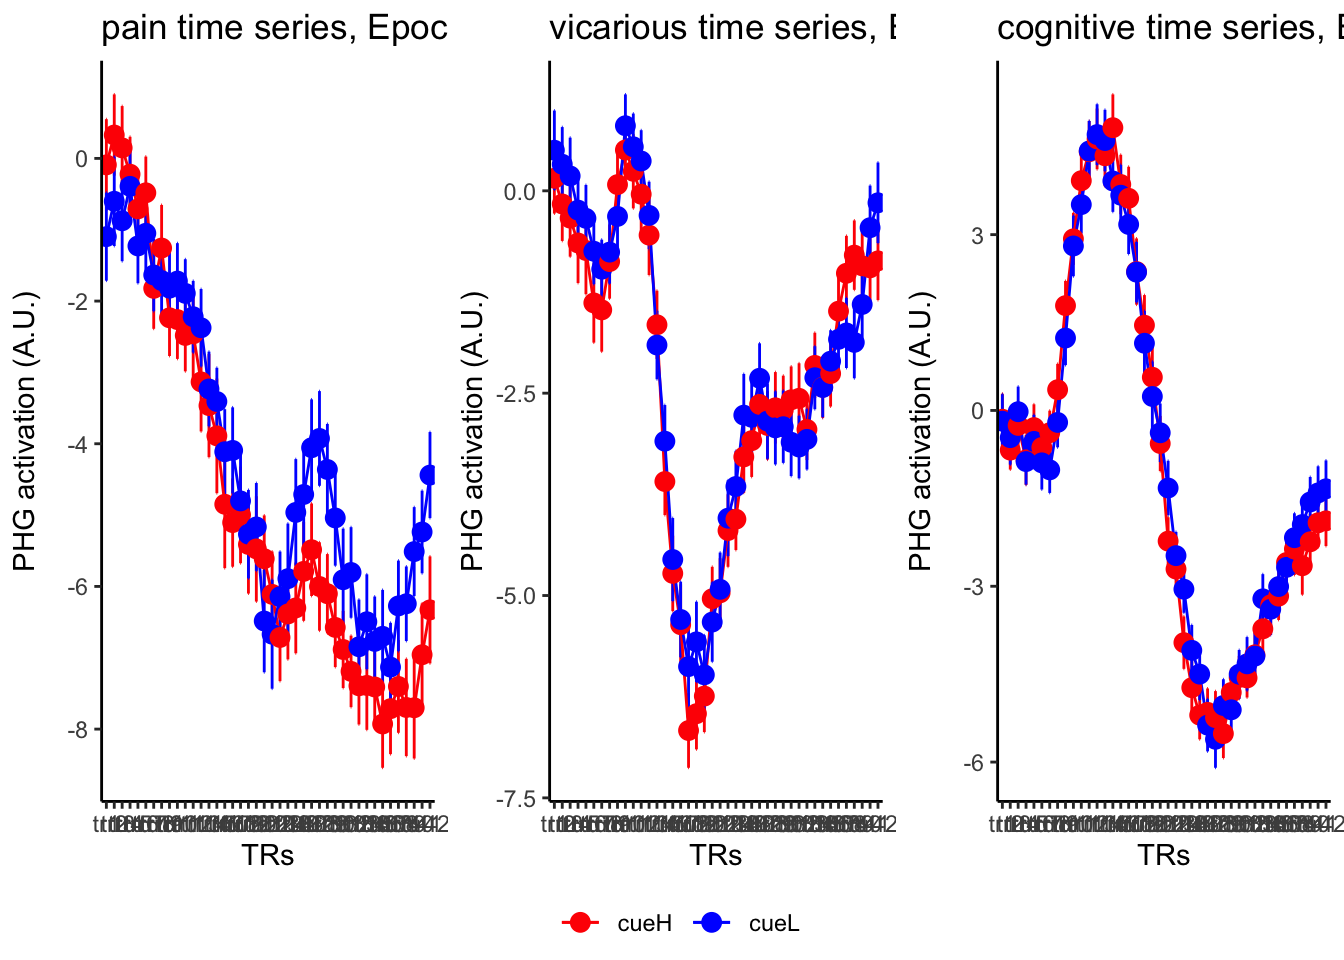 pain time series, Epoc
vicarious time series, E
cognitive time series, E
PHG activation (A.U.)
0
-2
-4
-6
-8
TRs
PHG activation (A.U.)
0.0
-2.5
-5.0
-7.5
TRs
PHG activation (A.U.)
3
0
-3
-6
TRs
cueH
cueL